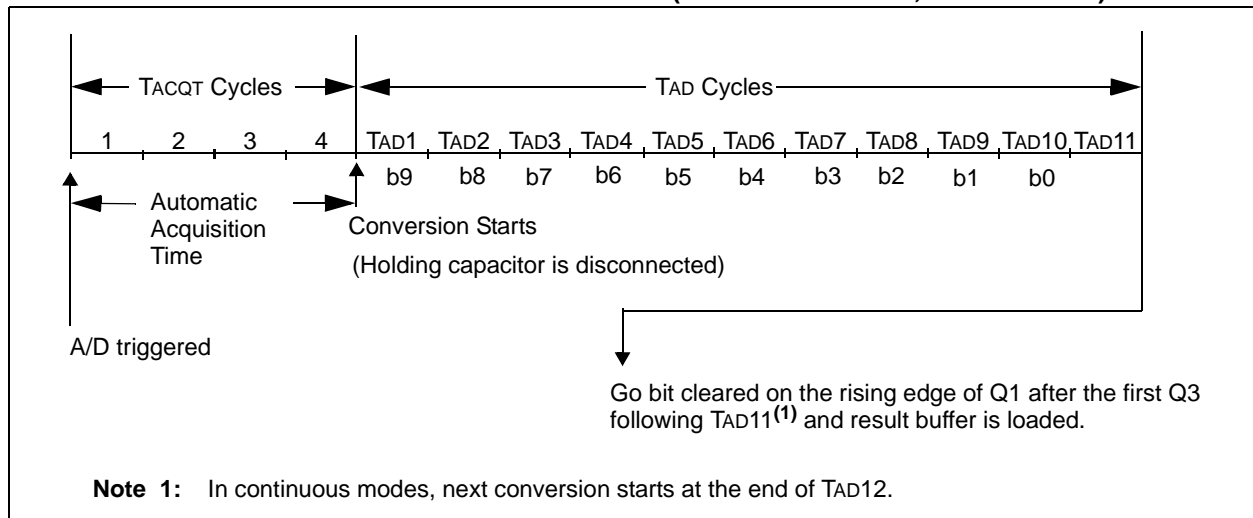 TACQT Cycles
TAD Cycles
1 2 3 4 TAD1 TAD2 TAD3 TAD4 TAD5 TAD6 TAD7 TAD8 TAD9 TAD10 TAD11
b9 b8 b7 b6 b5 b4 b3 b2 b1 b0
Automatic
Acquisition
Time
Conversion Starts
(Holding capacitor is disconnected)
A/D triggered
Go bit cleared on the rising edge of Q1 after the first Q3
following TAD11(1) and result buffer is loaded.
Note 1: In continuous modes, next conversion starts at the end of TAD12.